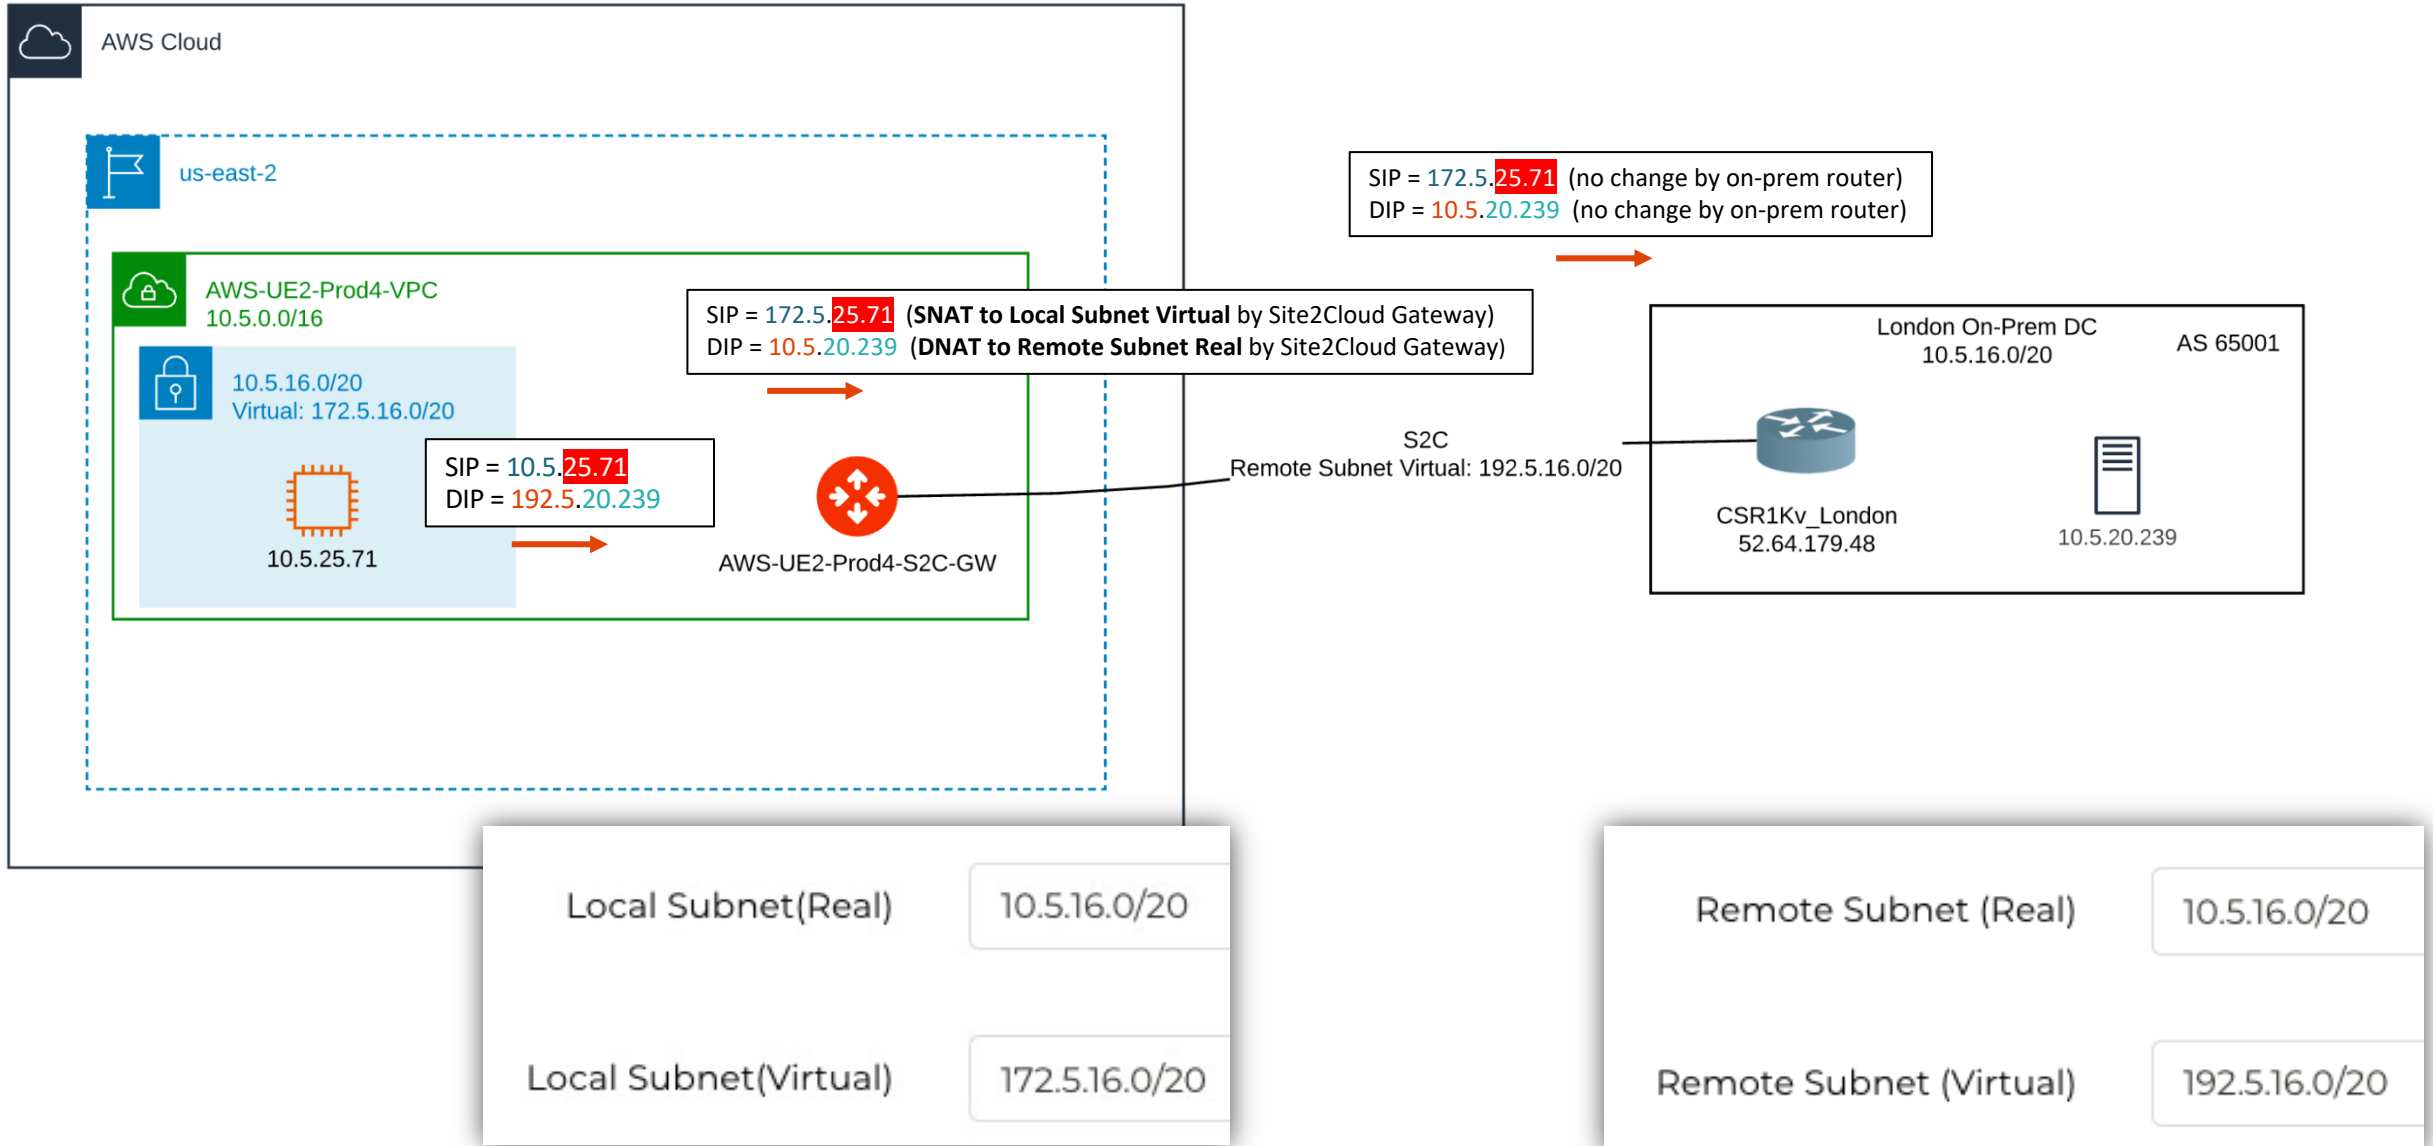 AWS Cloud
us-east-2
AWS-UE2-Prod4-VPC
10.5.0.0/16
10.5.16.0/20
Virtual: 172.5.16.0/20
10.5.25.71
SIP = 10.5.25.71
DIP = 192.5.20.239
AWS-UE2-Prod4-S2C-GW
SIP = 172.5.25.71 (SNAT to Local Subnet Virtual by Site2Cloud Gateway)
DIP = 10.5.20.239 (DNAT to Remote Subnet Real by Site2Cloud Gateway)
SIP = 172.5.25.71 (no change by on-prem router)
DIP = 10.5.20.239 (no change by on-prem router)
S2C
Remote Subnet Virtual: 192.5.16.0/20
London On-Prem DC
10.5.16.0/20
AS 65001
CSR1Kv_London
52.64.179.48
10.5.20.239
Local Subnet(Real) 10.5.16.0/20
Local Subnet(Virtual) 172.5.16.0/20
Remote Subnet (Real) 10.5.16.0/20
Remote Subnet (Virtual) 192.5.16.0/20